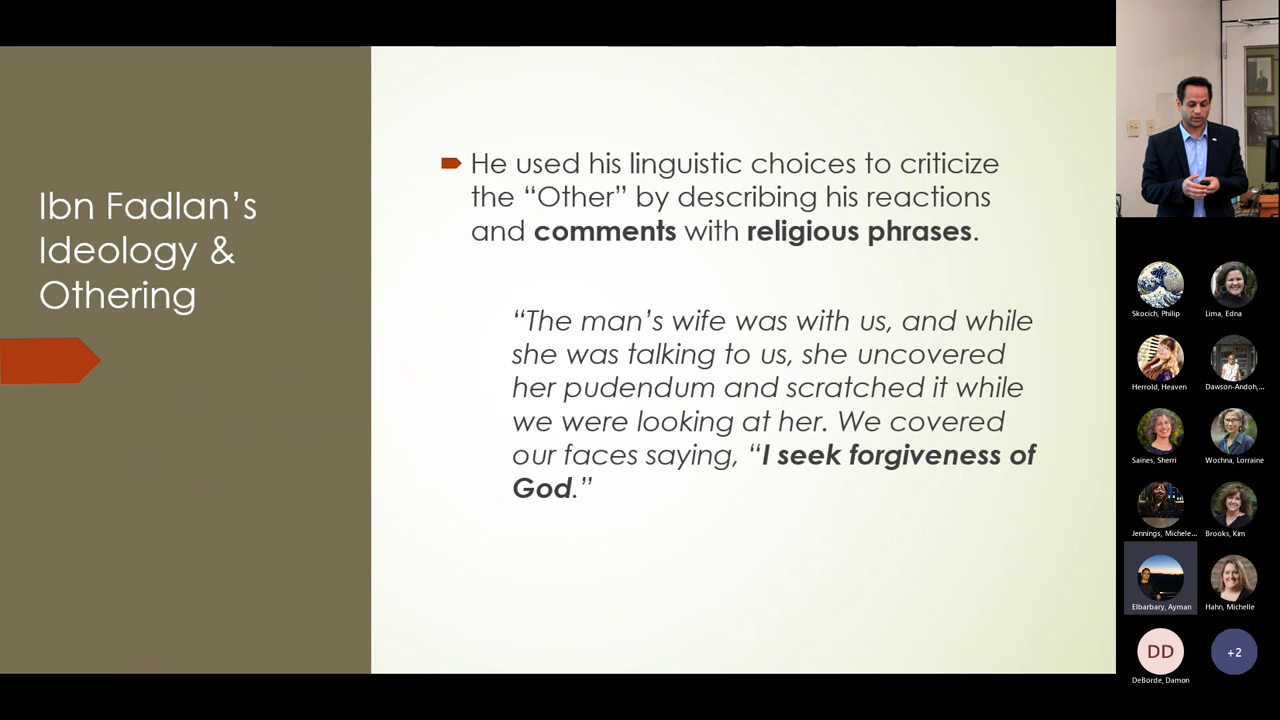 Ibn Fadlan’s
Ideology &
Othering
He used his linguistic choices to criticize
the “Other” by describing his reactions
and comments with religious phrases.
“The man’s wife was with us, and while
she was talking to us, she uncovered
her pudendum and scratched it while
we were looking at her. We covered
our faces saying, “I seek forgiveness of
God.”
Skocich, Philip
Lima, Edna
Herrold, Heaven
Dawson-Andoh,...
Saines, Sherri
Wochna, Lorraine
Jennings, Michele...
Brooks, Kim
Elbarbary, Ayman
Hahn, Michelle
DD
+2
DeBorde, Damon